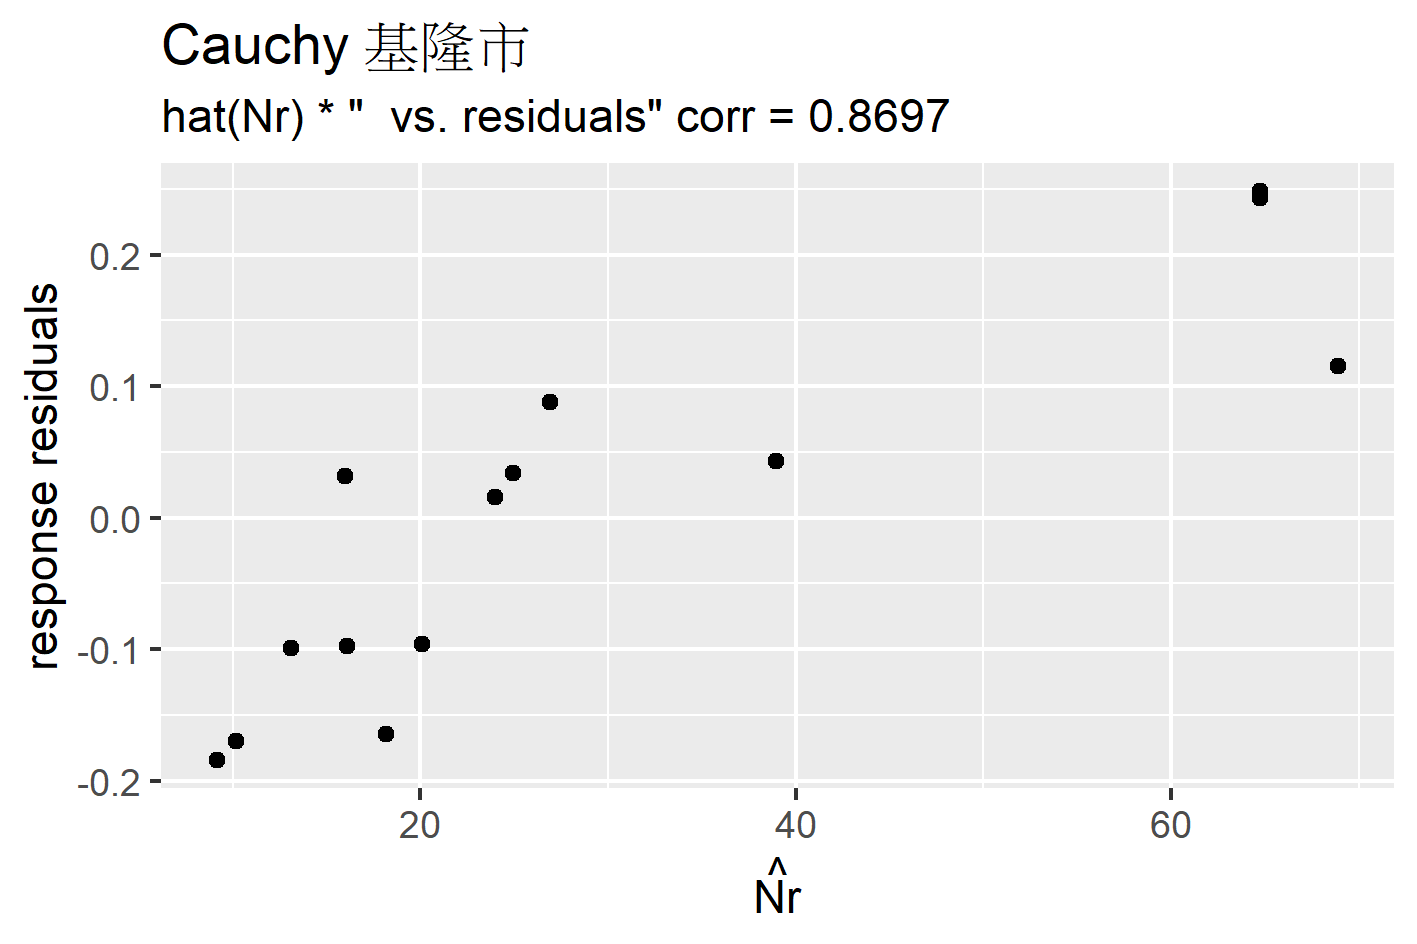 Cauchy 基隆市
hat(Nr) * "  vs. residuals" corr = 0.8697
response residuals
0.2
0.1
0.0
-0.1
-0.2
20
40
60
N̂r